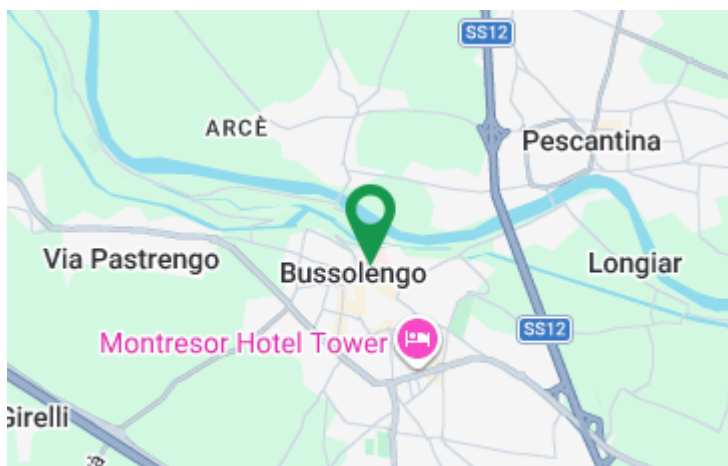 SS12
ARCÈ
Pescantina
Via Pastrengo
Bussolengo
Longiar
Montresor Hotel Tower
SS12
Girelli